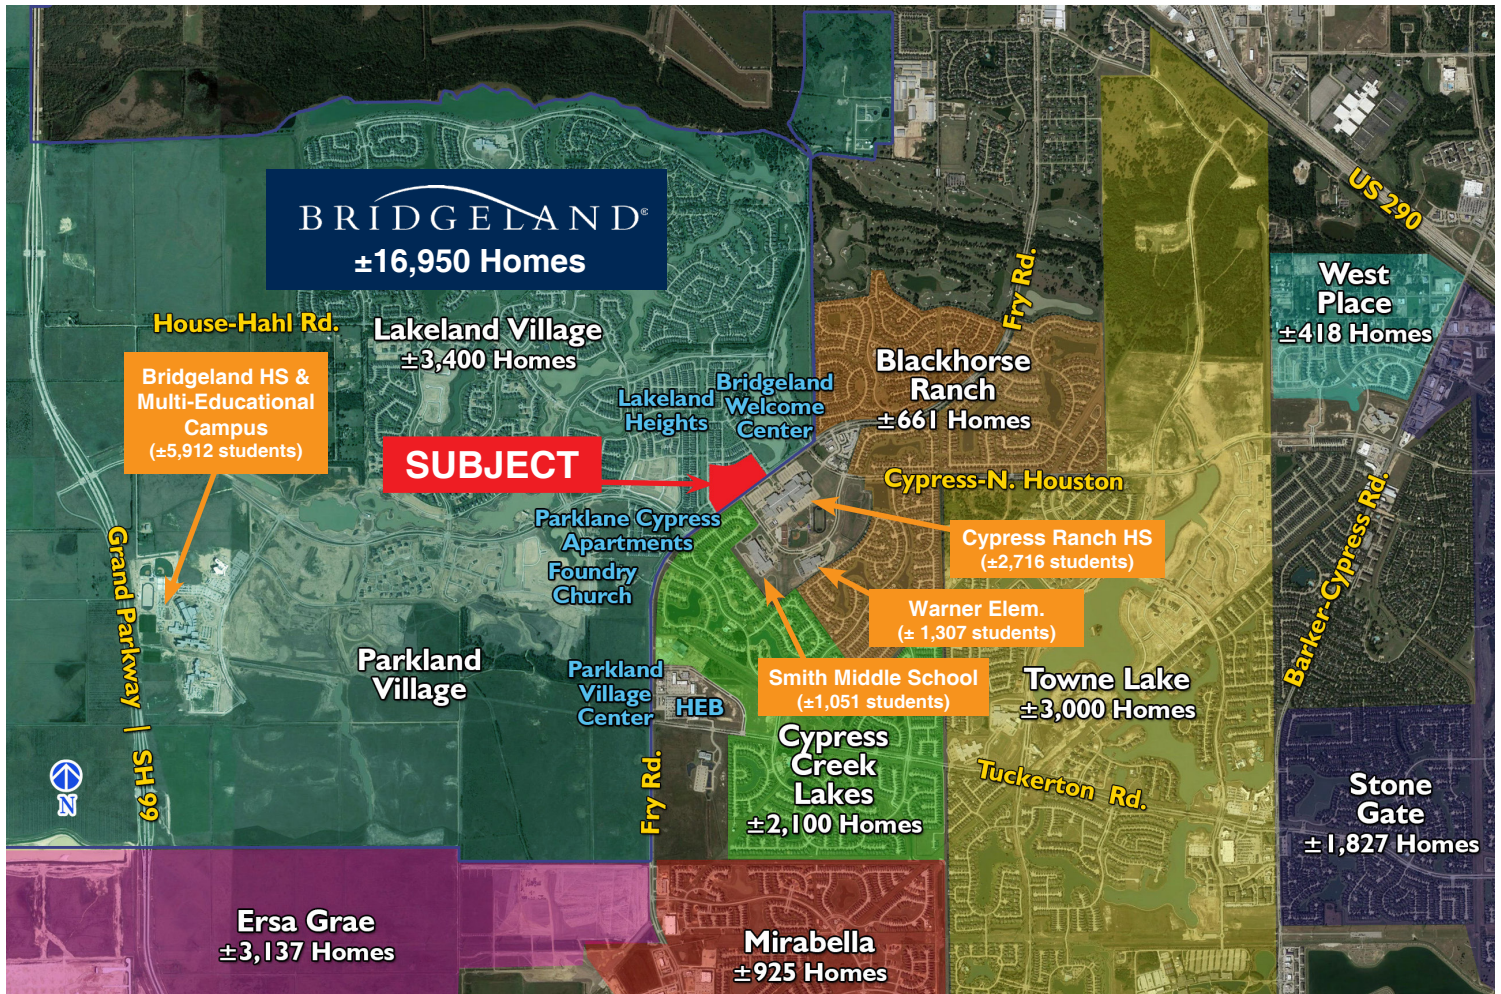 BRIDGELAND®
±16,950 Homes
US 290
West
Place
±418 Homes
House-Hahl Rd.
Lakeland Village
±3,400 Homes
Fry Rd.
Blackhorse
Ranch
±661 Homes
Bridgeland HS &
Multi-Educational
Campus
(±5,912 students)
Lakeland
Heights
Bridgeland
Welcome
Center
SUBJECT
Cypress-N. Houston
Parklane Cypress
Apartments
Foundry
Church
Cypress Ranch HS
(±2,716 students)
Warner Elem.
(± 1,307 students)
Smith Middle School
(±1,051 students)
Barker-Cypress Rd.
Grand Parkway | SH 99
Parkland
Village
Parkland
Village
Center
HEB
Towne Lake
±3,000 Homes
Cypress
Creek
Lakes
±2,100 Homes
Fry Rd.
Tuckerton Rd.
Stone
Gate
±1,827 Homes
N
Ersa Grae
±3,137 Homes
Mirabella
±925 Homes